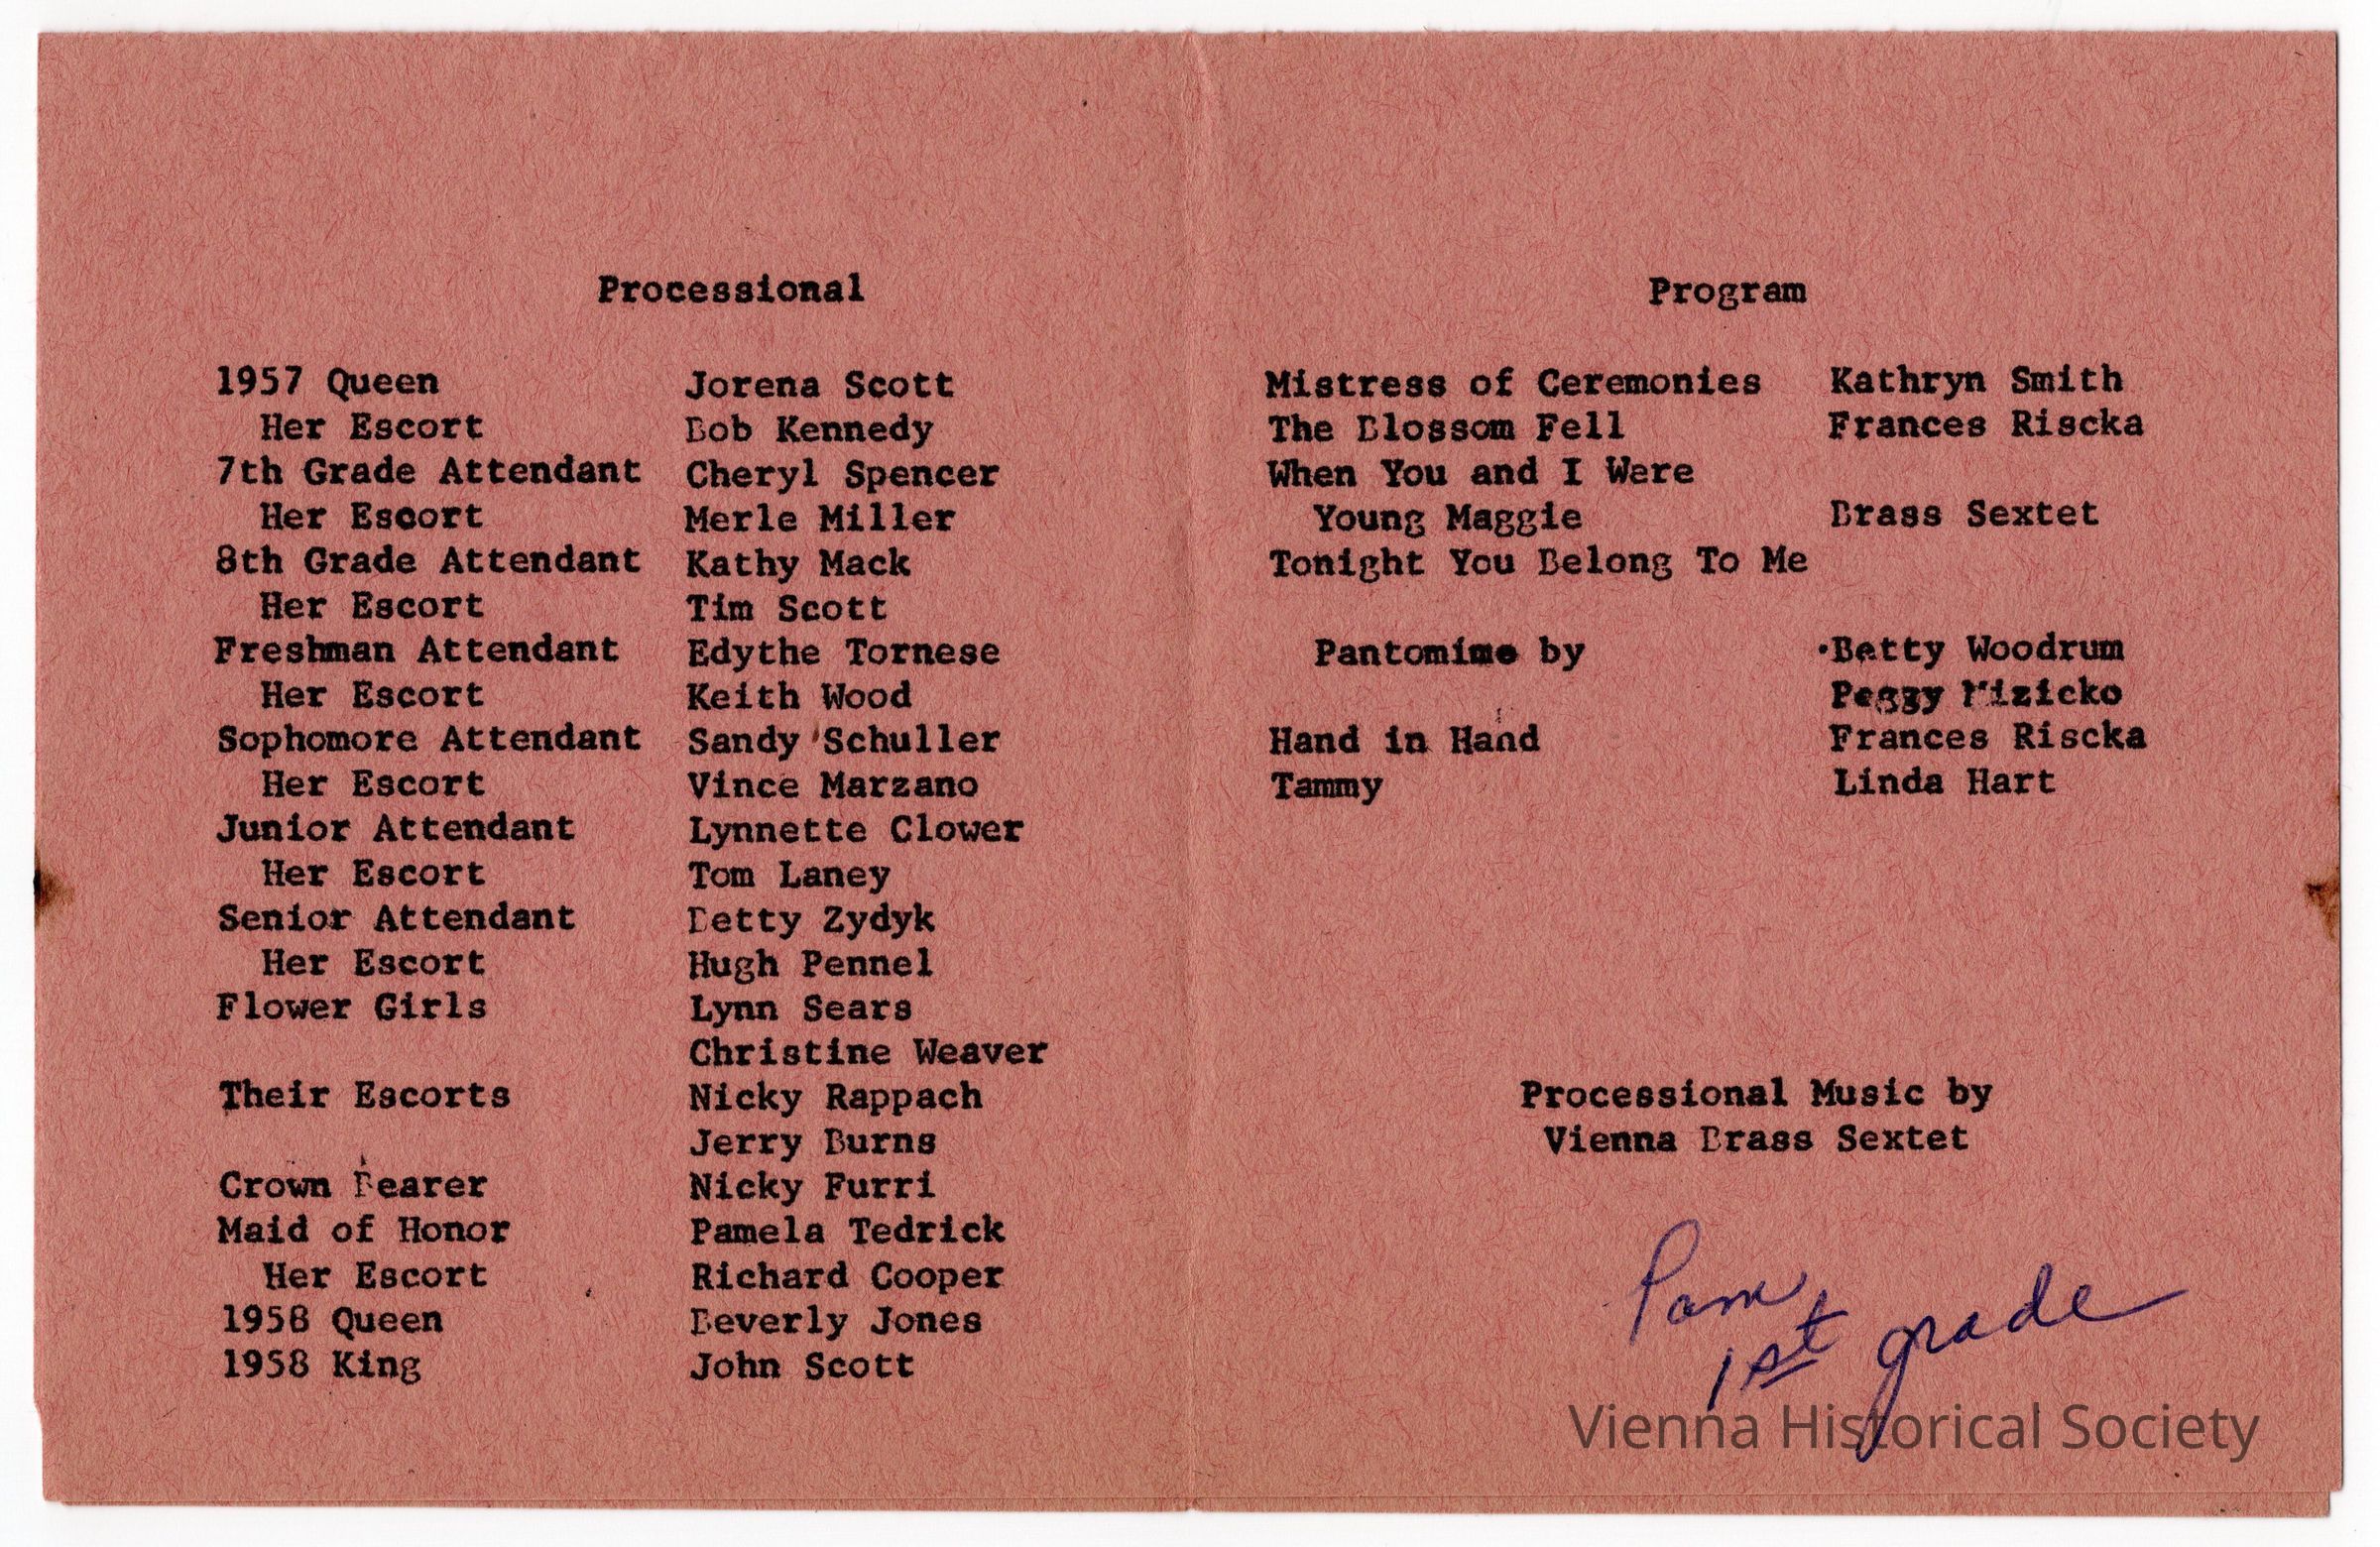 Processional
1957 Queen Jorena Scott
Her Escort Bob Kennedy
7th Grade Attendant Cheryl Spencer
Her Escort Merle Miller
8th Grade Attendant Kathy Mack
Her Escort Tim Scott
Freshman Attendant Edythe Tornese
Her Escort Keith Wood
Sophomore Attendant Sandy Schuller
Her Escort Vince Marzano
Junior Attendant Lynnette Clower
Her Escort Tom Laney
Senior Attendant Betty Zydyk
Her Escort Hugh Pennel
Flower Girls Lynn Sears
Christine Weaver
Their Escorts Nicky Rappach
Jerry Burns
Crown Bearer Nicky Furri
Maid of Honor Pamela Tedrick
Her Escort Richard Cooper
1958 Queen Beverly Jones
1958 King John Scott
Program
Mistress of Ceremonies Kathryn Smith
The Blossom Fell Frances Riscka
When You and I Were
Young Maggie Brass Sextet
Tonight You Belong To Me
Pantomime by Betty Woodrum
Peggy Mizicko
Hand in Hand Frances Riscka
Tammy Linda Hart
Processional Music by
Vienna Brass Sextet
Pam
1st grade
Vienna Historical Society